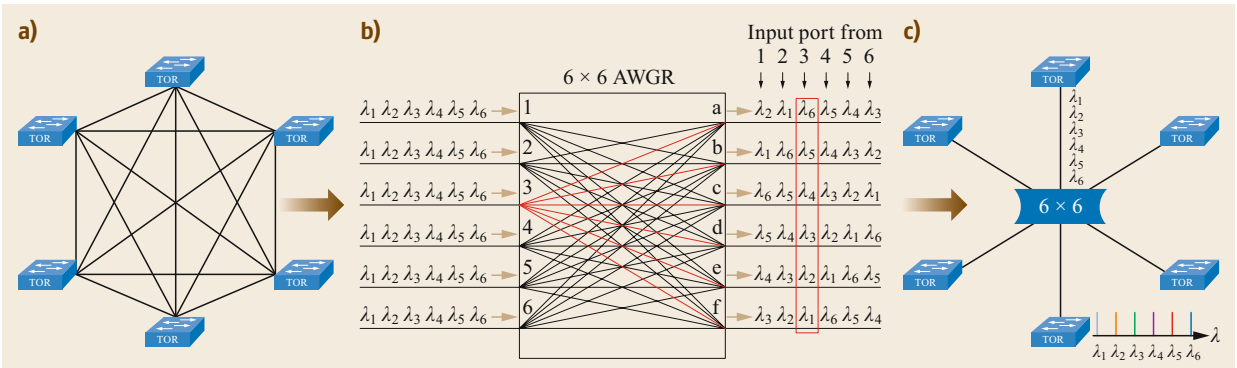 a)
TOR
TOR
TOR
TOR
TOR
TOR
b)
6 × 6 AWGR
Input port from
1 2 3 4 5 6
λ1 λ2 λ3 λ4 λ5 λ6 1 a λ2 λ1 λ6 λ5 λ4 λ3
λ1 λ2 λ3 λ4 λ5 λ6 2 b λ1 λ6 λ5 λ4 λ3 λ2
λ1 λ2 λ3 λ4 λ5 λ6 3 c λ6 λ5 λ4 λ3 λ2 λ1
λ1 λ2 λ3 λ4 λ5 λ6 4 d λ5 λ4 λ3 λ2 λ1 λ6
λ1 λ2 λ3 λ4 λ5 λ6 5 e λ4 λ3 λ2 λ1 λ6 λ5
λ1 λ2 λ3 λ4 λ5 λ6 6 f λ3 λ2 λ1 λ6 λ5 λ4
c)
TOR
λ1
λ2
λ3
λ4
λ5
λ6
TOR
TOR
6 × 6
TOR
TOR
TOR
λ
λ1 λ2 λ3 λ4 λ5 λ6